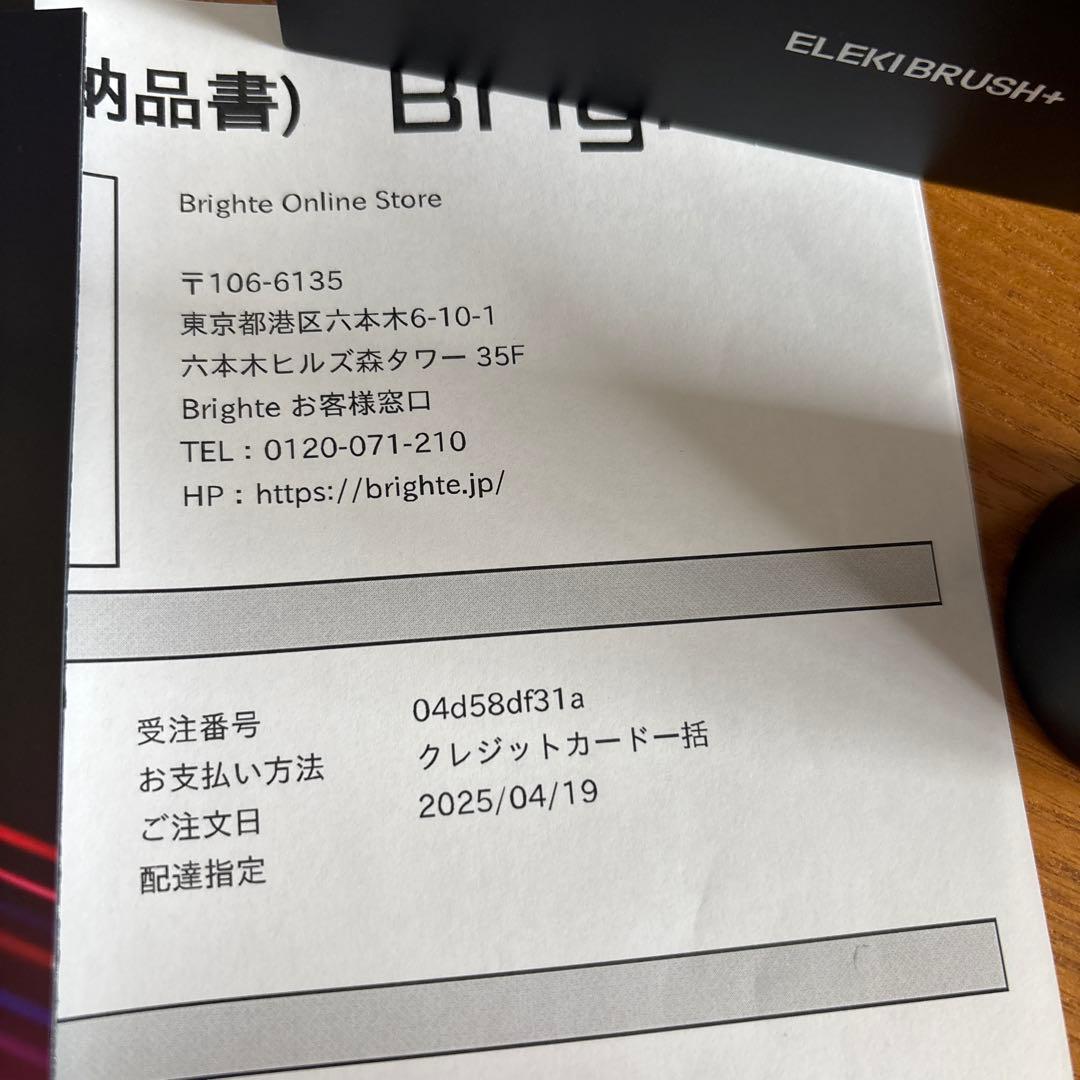 ELEKIBRUSH+
納品書)
Brighte Online Store
〒106-6135
東京都港区六本木6-10-1
六本木ヒルズ森タワー 35F
Brighte お客様窓口
TEL：0120-071-210
HP：https://brighte.jp/
受注番号 04d58df31a
お支払い方法 クレジットカード一括
ご注文日 2025/04/19
配達指定